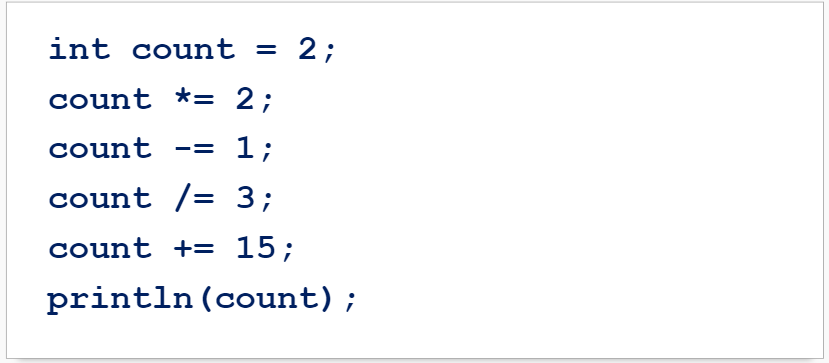 int count = 2;
count *= 2;
count -= 1;
count /= 3;
count += 15;
println(count);